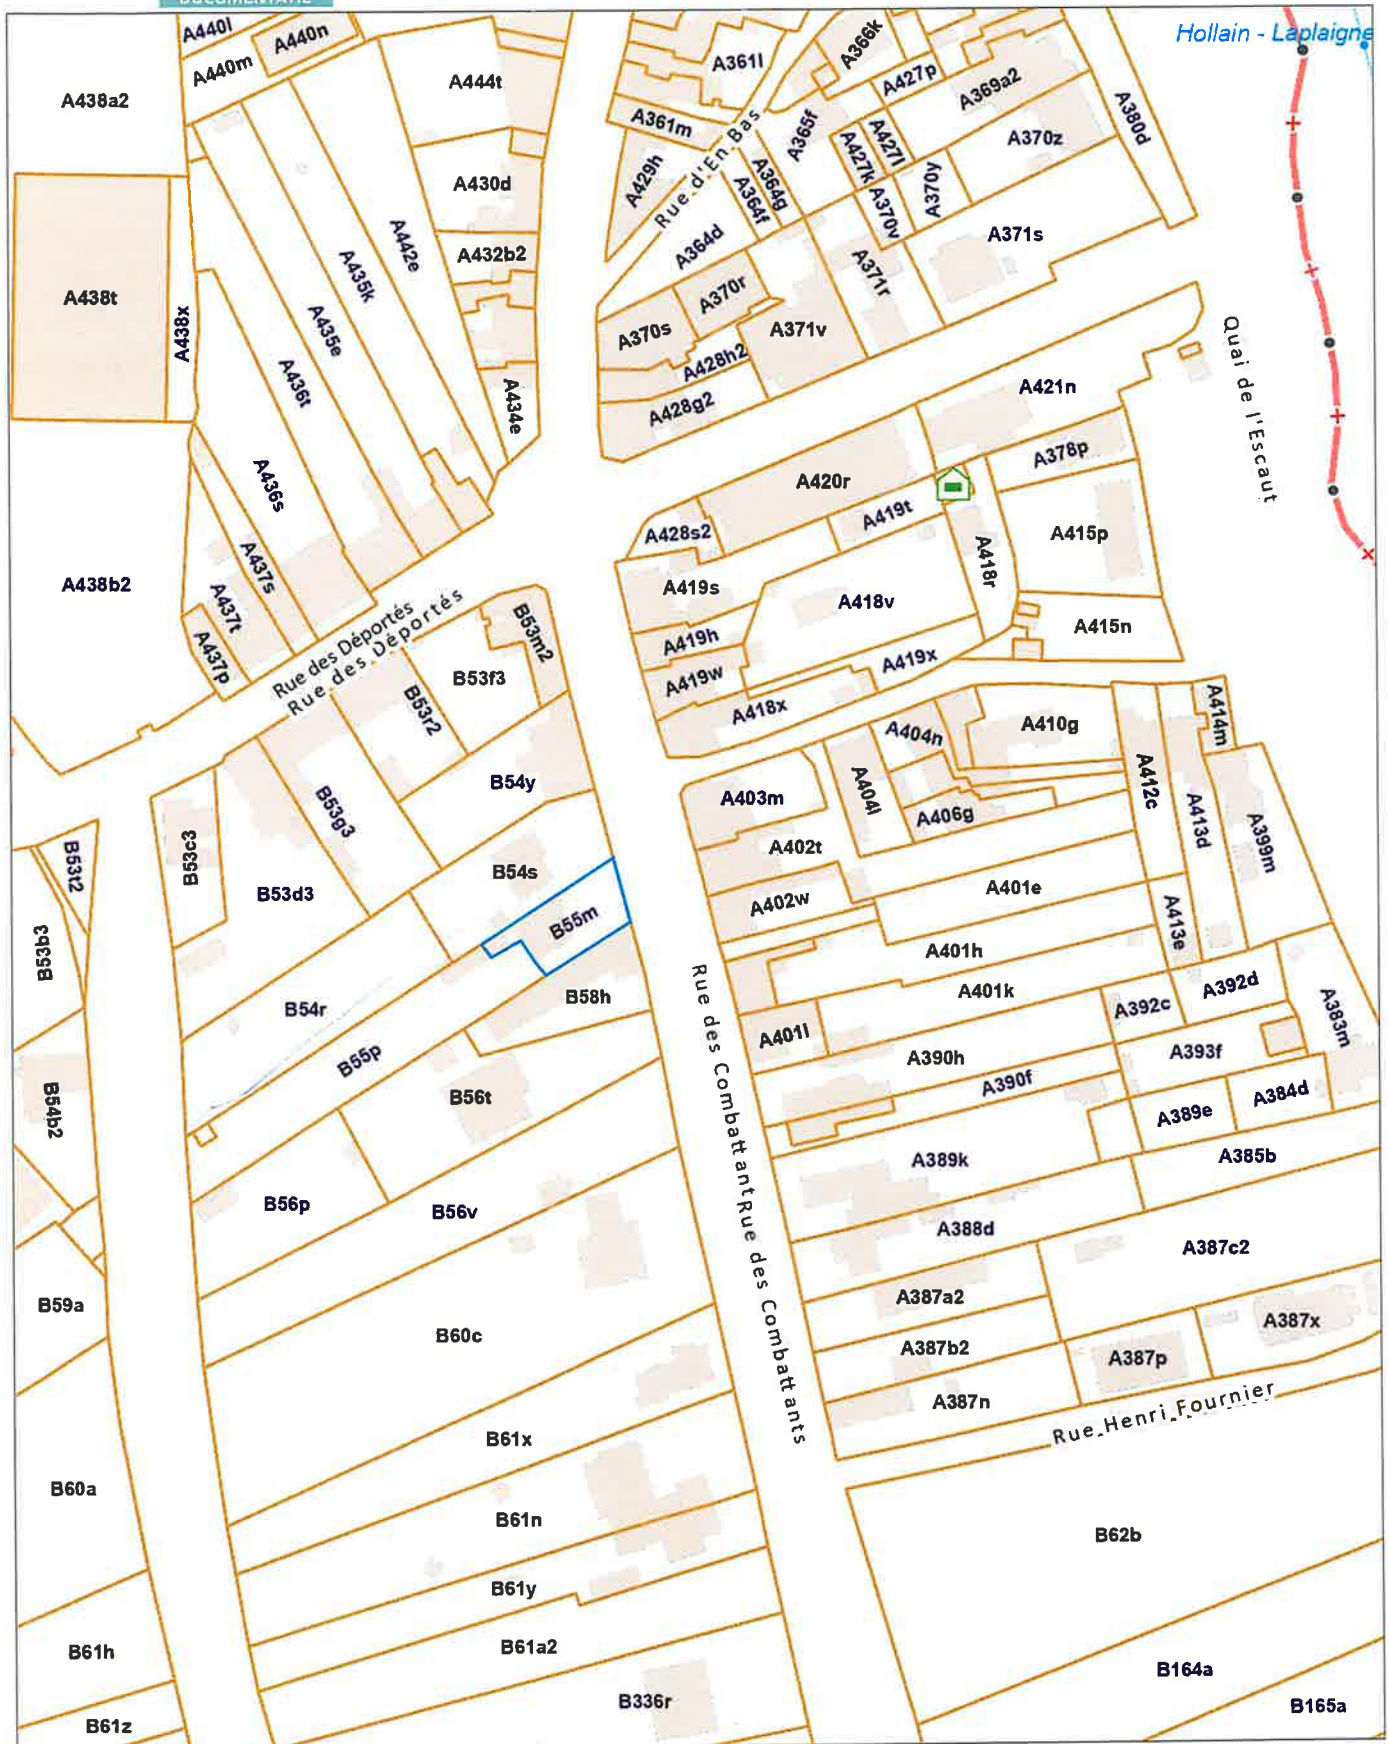 A440l
A440n
A440m
A438a2
A444t
A361l
A366k
A427p
A369a2
A380d
Hollain - Laplaigne
A361m
A365f
A427l
A427k
A370z
A430d
A429h
Rue d'En Bas
A364g
A364f
A370y
A370v
A442e
A432b2
A364d
A371s
A435k
A438t
A438x
A435e
A370r
A371r
A370s
A371v
A428h2
Quai de l'Escaut
A436t
A434e
A428g2
A421n
A378p
A436s
A420r
A419t
A428s2
A415p
A418r
A437s
A438b2
A437t
A419s
A418v
A437p
Rue des Déportés
Rue des Déportés
B53m2
A419h
A415n
B53f3
A419w
A419x
B53r2
A418x
A404n
A410g
A414m
B54y
A403m
A404l
A412c
B53g3
A406g
A413d
A399m
B53c3
B53t2
A402t
B54s
A401e
B53d3
A402w
B55m
A413e
B53b3
A401h
A401k
B58h
A392d
A392c
B54r
A401l
A383m
Rue des Combattant
A390h
A393f
B55p
A390f
B56t
B54b2
A389e
A384d
A389k
A385b
B56p
B56v
A388d
A387c2
Rue des Combattants
B59a
A387a2
A387x
B60c
A387b2
A387p
A387n
Rue Henri Fournier
B61x
B60a
B61n
B62b
B61y
B61h
B61a2
B164a
B336r
B165a
B61z